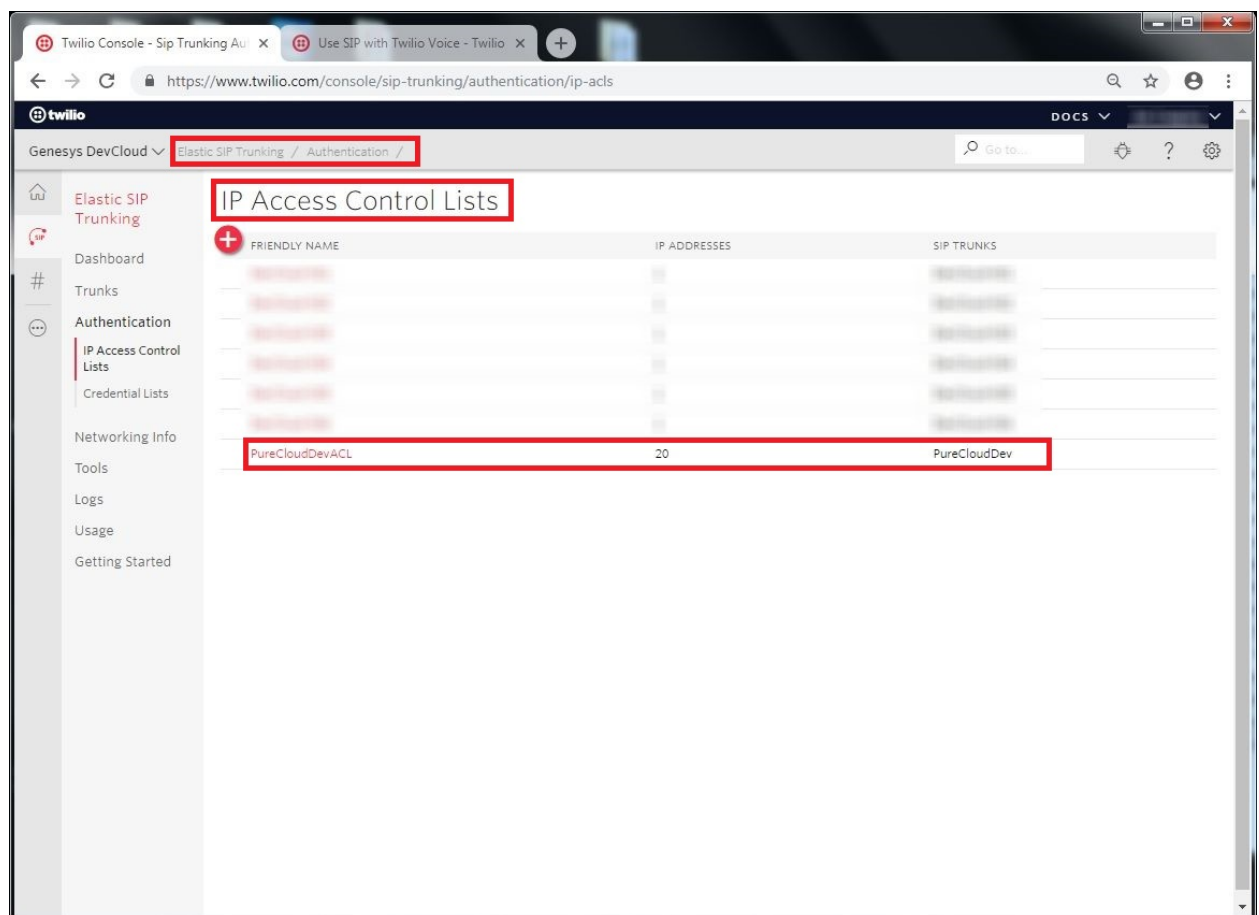 Twilio Console - Sip Trunking Au
Use SIP with Twilio Voice - Twilio
https://www.twilio.com/console/sip-trunking/authentication/ip-acls
twilio
DOCS
Genesys DevCloud
Elastic SIP Trunking / Authentication /
Go to...
Elastic SIP
Trunking
Dashboard
Trunks
Authentication
IP Access Control
Lists
Credential Lists
Networking Info
Tools
Logs
Usage
Getting Started
IP Access Control Lists
FRIENDLY NAME IP ADDRESSES SIP TRUNKS
PureCloudDevACL 20 PureCloudDev